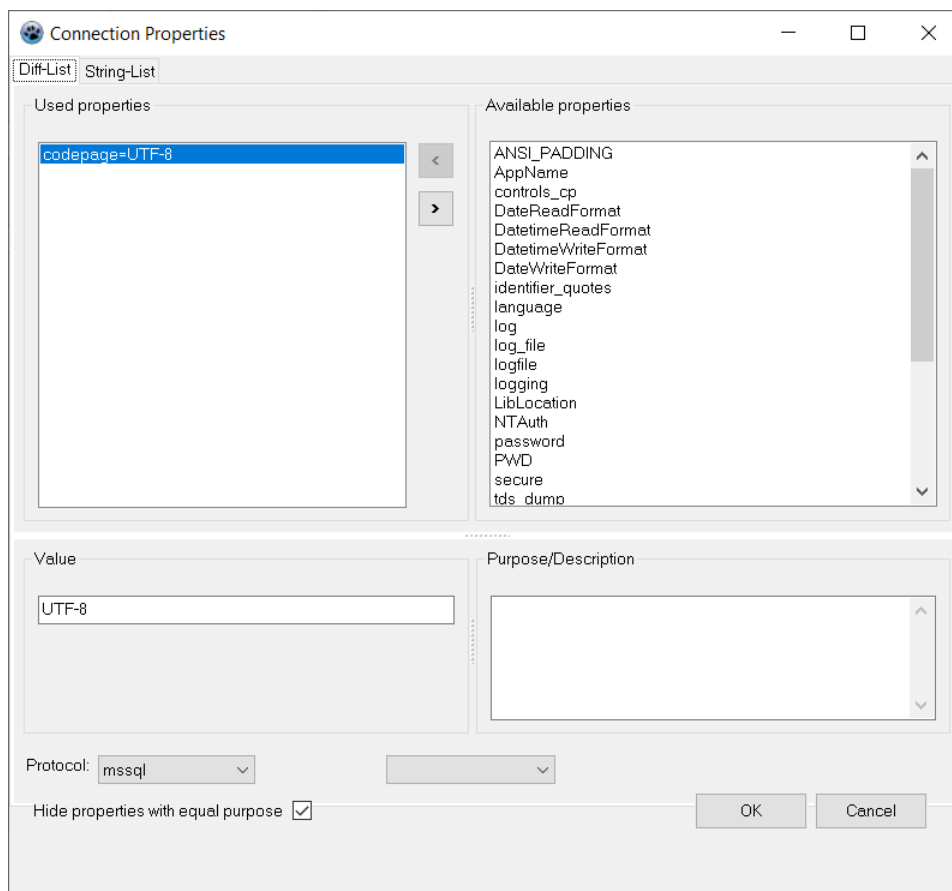 Connection Properties
Diff-List String-List
Used properties
codepage=UTF-8
<
>
Available properties
ANSI_PADDING
AppName
controls_cp
DateReadFormat
DatetimeReadFormat
DatetimeWriteFormat
DateWriteFormat
identifier_quotes
language
log
log_file
logfile
logging
LibLocation
NTAuth
password
PWD
secure
tds_dump
Value
UTF-8
Purpose/Description
Protocol: mssql
Hide properties with equal purpose
OK Cancel